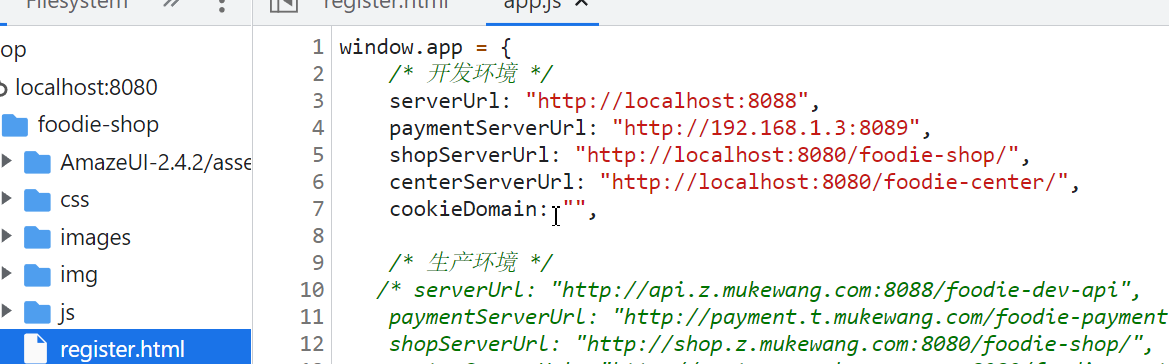 Filesystem
register.html
app.js ×
op
localhost:8080
foodie-shop
AmazeUI-2.4.2/asse
css
images
img
js
register.html
1 window.app = {
2 /* 开发环境 */
3 serverUrl: "http://localhost:8088",
4 paymentServerUrl: "http://192.168.1.3:8089",
5 shopServerUrl: "http://localhost:8080/foodie-shop/",
6 centerServerUrl: "http://localhost:8080/foodie-center/",
7 cookieDomain: "",
8
9 /* 生产环境 */
10 /* serverUrl: "http://api.z.mukewang.com:8088/foodie-dev-api",
11 paymentServerUrl: "http://payment.t.mukewang.com/foodie-payment
12 shopServerUrl: "http://shop.z.mukewang.com:8080/foodie-shop/",